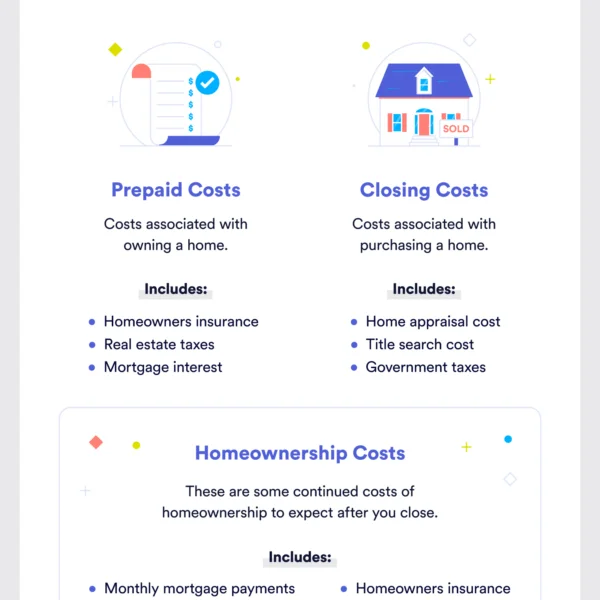 $
$
$
$
$
SOLD
Prepaid Costs
Costs associated with
owning a home.
Includes:
Homeowners insurance
Real estate taxes
Mortgage interest
Closing Costs
Costs associated with
purchasing a home.
Includes:
Home appraisal cost
Title search cost
Government taxes
Homeownership Costs
These are some continued costs of
homeownership to expect after you close.
Includes:
Monthly mortgage payments
Homeowners insurance